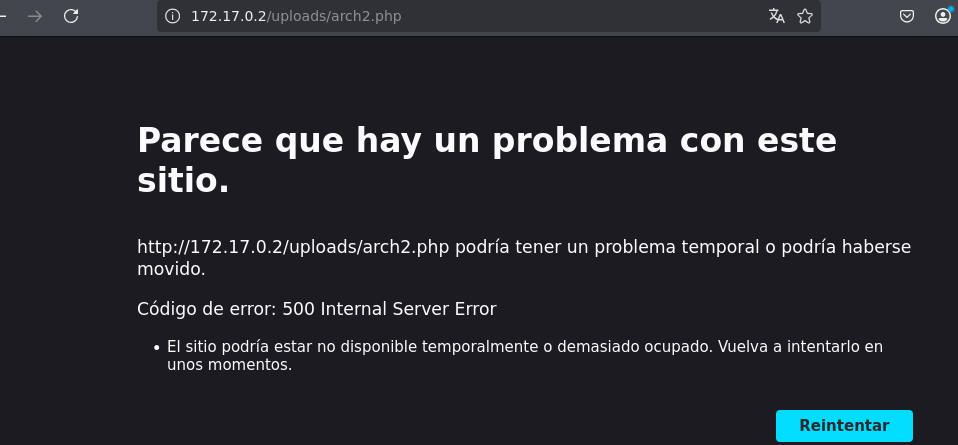 172.17.0.2/uploads/arch2.php
Parece que hay un problema con este
sitio.
http://172.17.0.2/uploads/arch2.php podría tener un problema temporal o podría haberse
movido.
Código de error: 500 Internal Server Error
• El sitio podría estar no disponible temporalmente o demasiado ocupado. Vuelva a intentarlo en
unos momentos.
Reintentar